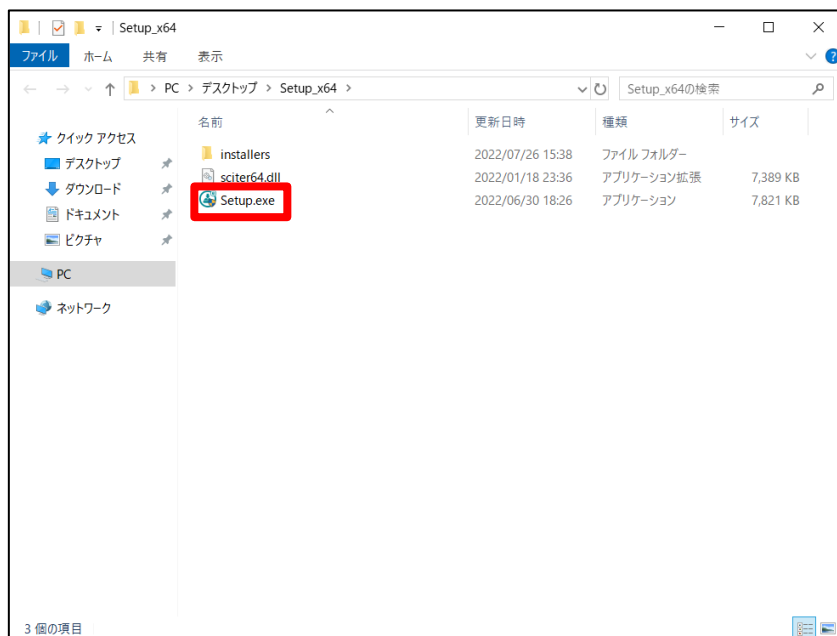 Setup_x64
ファイル ホーム 共有 表示
PC デスクトップ Setup_x64 Setup_x64の検索
名前 更新日時 種類 サイズ
クイック アクセス
デスクトップ
ダウンロード
ドキュメント
ピクチャ
PC
ネットワーク
installers 2022/07/26 15:38 ファイル フォルダー
sciter64.dll 2022/01/18 23:36 アプリケーション拡張 7,389 KB
Setup.exe 2022/06/30 18:26 アプリケーション 7,821 KB
3 個の項目